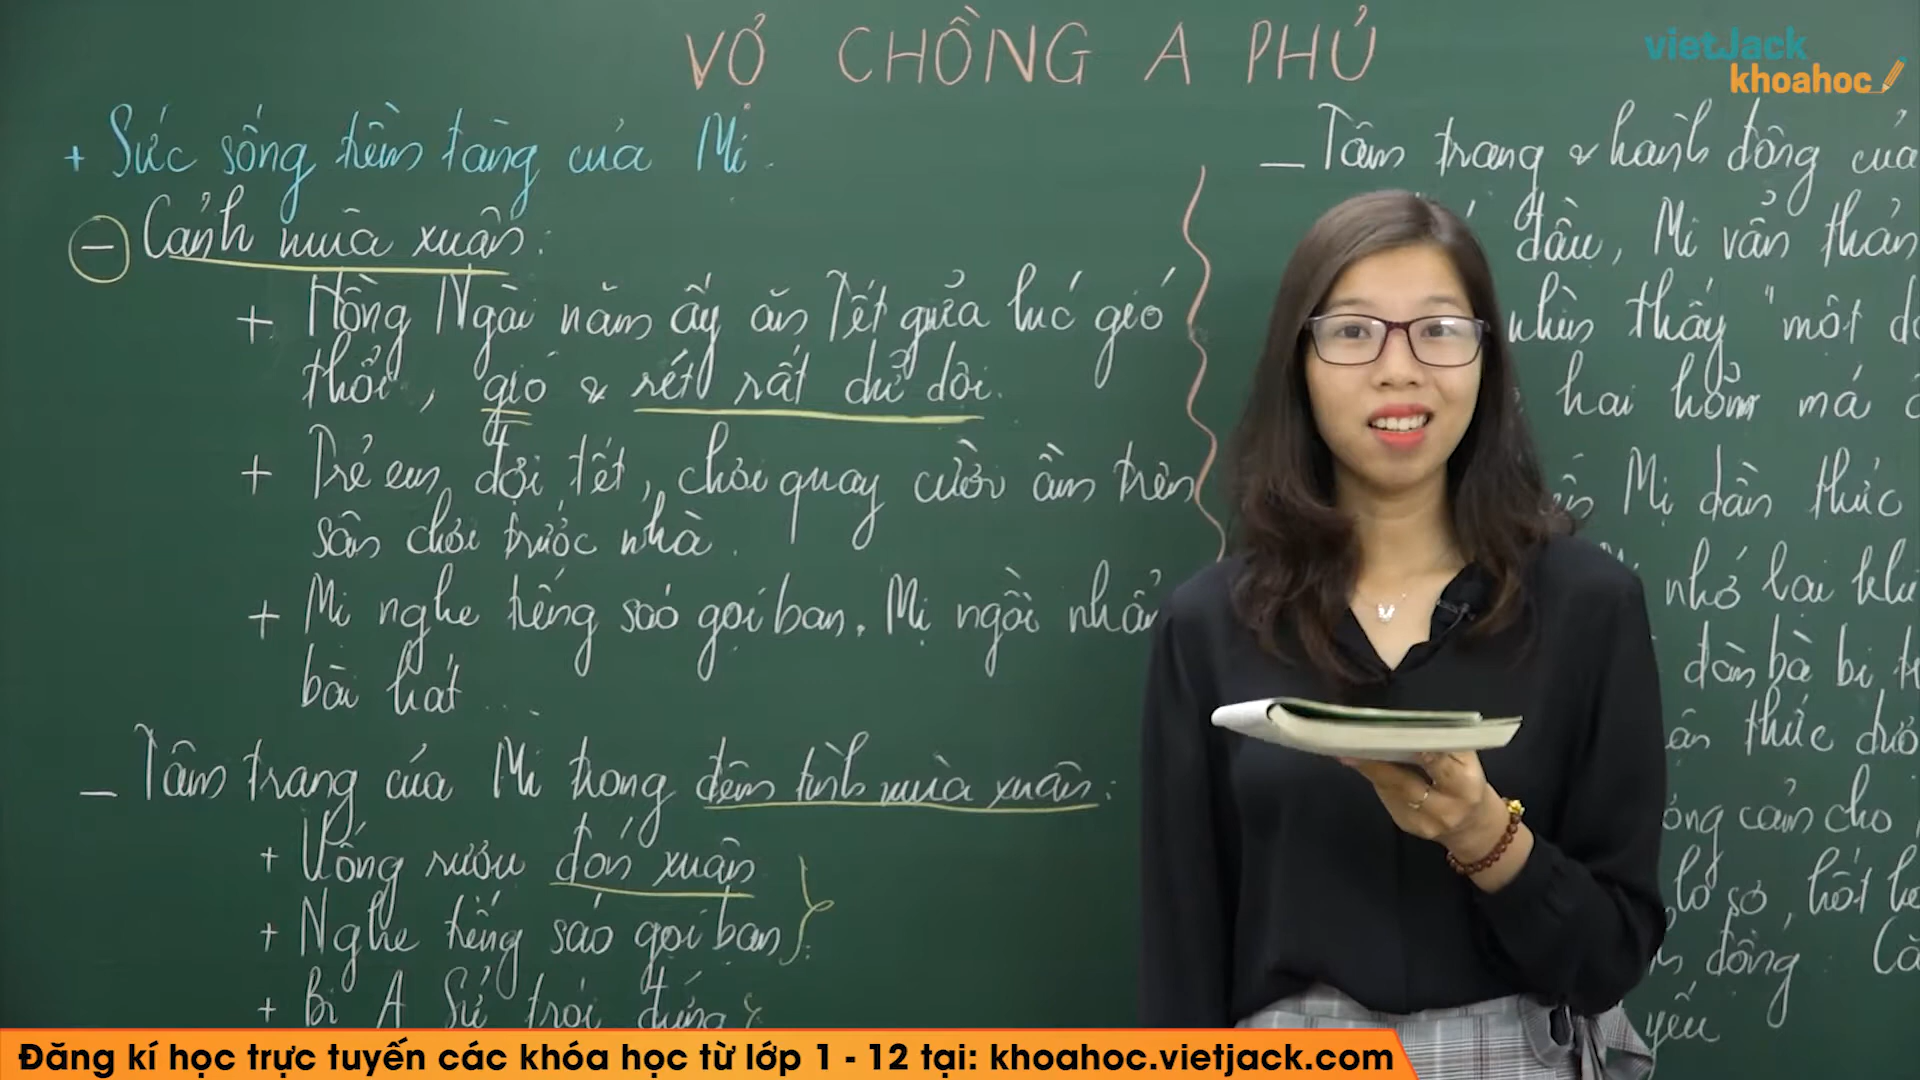 VỢ CHỒNG A PHỦ
vietJack
khoahoc
+ Sức sống tiềm tàng của Mị.
- Cảnh mùa xuân:
+ Hồng Ngài năm ấy ăn Tết giữa lúc gió
thổi, gió & rét rất dữ dội.
+ Trẻ em đợi tết, chơi quay cười ầm trên
sân chơi trước nhà.
+ Mị nghe tiếng sáo gọi bạn, Mị ngồi nhẩm
bài hát ...
- Tâm trạng của Mị trong đêm tình mùa xuân:
+ Uống rượu đón xuân
+ Nghe tiếng sáo gọi bạn
+ Bị A Sử trói đứng
- Tâm trạng & hành động của
đầu, Mị vẫn thản
nhìn thấy "một d
hai hõm má
Mị dần thức
nhớ lại
đàn bà bị
thức
cảm cho
lo sợ, hốt
đồng
yếu
Đăng kí học trực tuyến các khóa học từ lớp 1 - 12 tại: khoahoc.vietjack.com